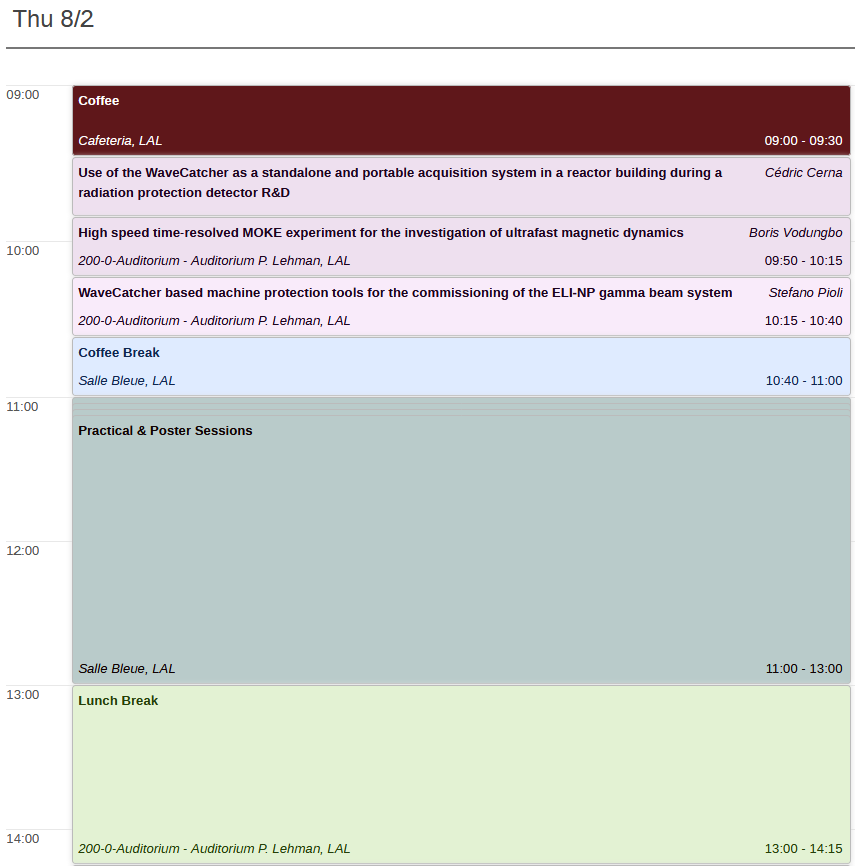 Thu 8/2
09:00
Coffee
Cafeteria, LAL 09:00 - 09:30
Use of the WaveCatcher as a standalone and portable acquisition system in a reactor building during a Cédric Cerna
radiation protection detector R&D
High speed time-resolved MOKE experiment for the investigation of ultrafast magnetic dynamics Boris Vodungbo
10:00
200-0-Auditorium - Auditorium P. Lehman, LAL 09:50 - 10:15
WaveCatcher based machine protection tools for the commissioning of the ELI-NP gamma beam system Stefano Pioli
200-0-Auditorium - Auditorium P. Lehman, LAL 10:15 - 10:40
Coffee Break
Salle Bleue, LAL 10:40 - 11:00
11:00
Practical & Poster Sessions
12:00
Salle Bleue, LAL 11:00 - 13:00
13:00
Lunch Break
14:00
200-0-Auditorium - Auditorium P. Lehman, LAL 13:00 - 14:15